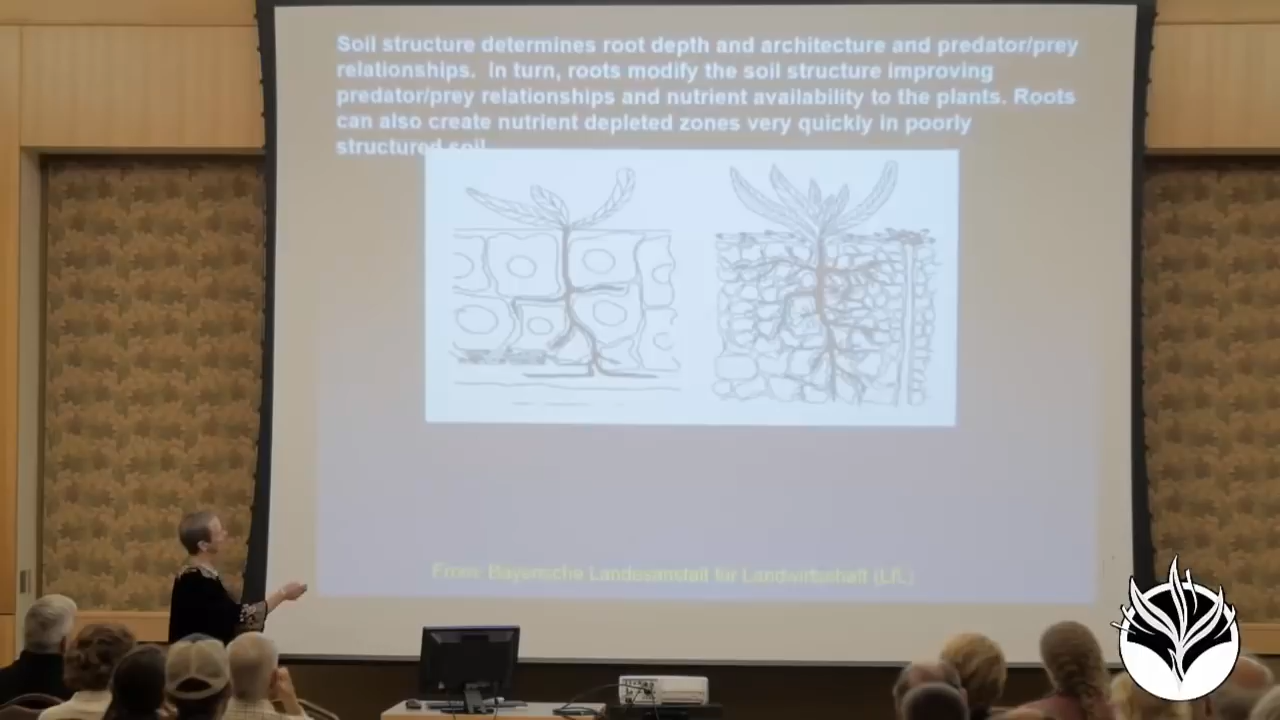 Soil structure determines root depth and architecture and predator/prey
relationships. In turn, roots modify the soil structure improving
predator/prey relationships and nutrient availability to the plants. Roots
can also create nutrient depleted zones very quickly in poorly
structured soil
From: Bayerische Landesanstalt für Landwirtschaft (LfL)